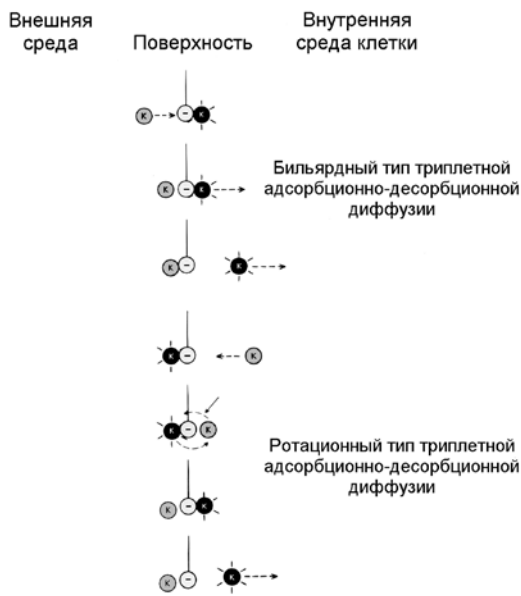 Внешняя
среда
Поверхность
Внутренняя
среда клетки
К
−
К
К
−
К
Бильярдный тип триплетной
адсорбционно-десорбционной
диффузии
К
−
К
К
−
К
К
−
К
Ротационный тип триплетной
адсорбционно-десорбционной
диффузии
К
−
К
К
−
К